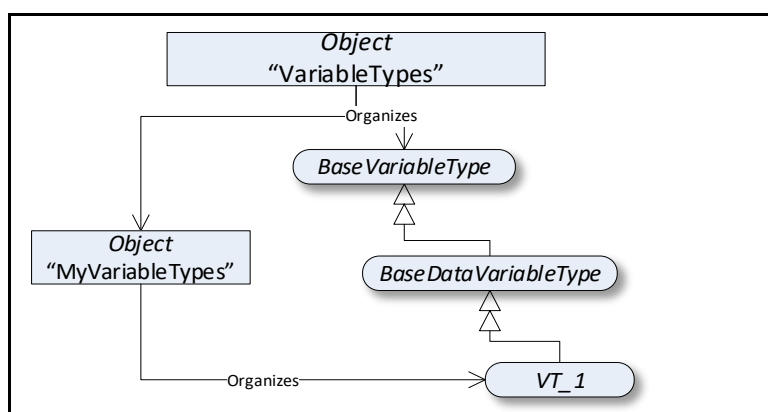 Object
“VariableTypes”
Organizes
BaseVariableType
Object
“MyVariableTypes”
BaseDataVariableType
Organizes
VT_1